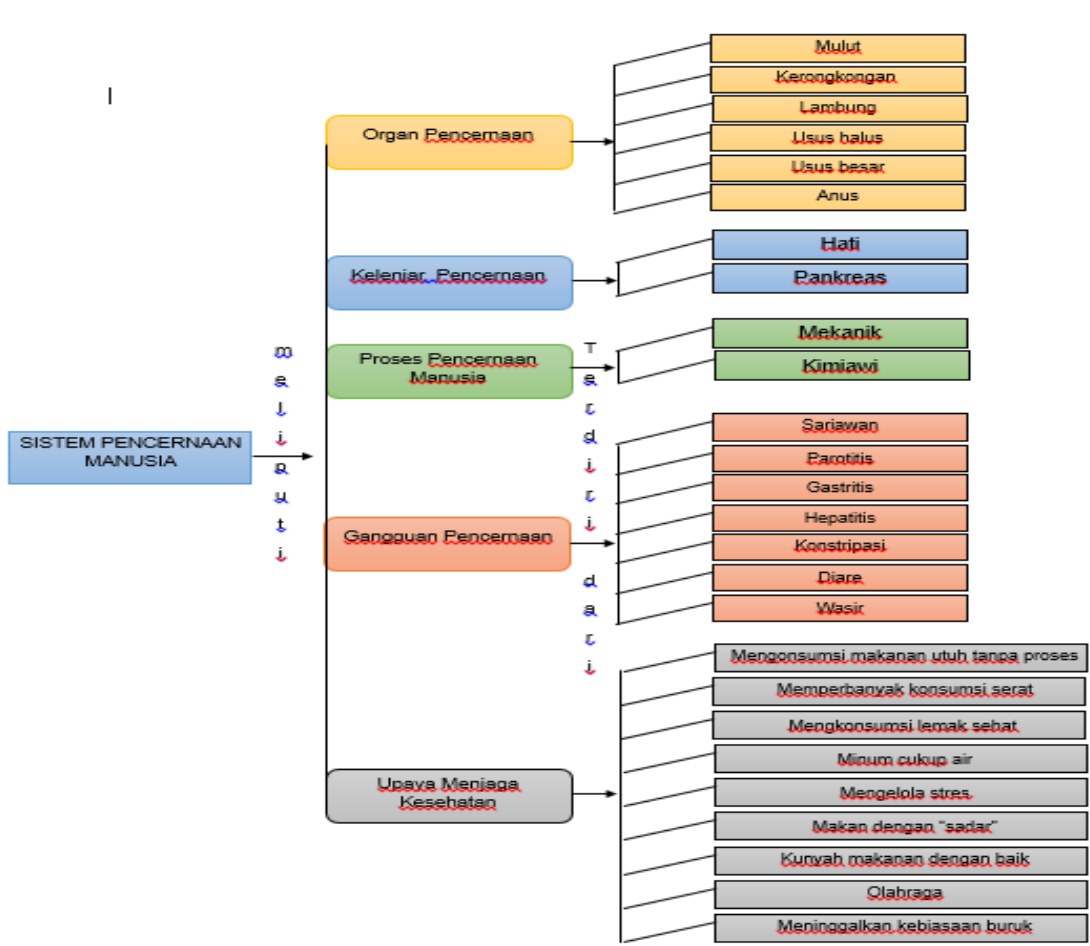 SISTEM PENCERNAAN
MANUSIA
meliputi
Organ Pencernaan
Kelenjar Pencernaan
Proses Pencernaan
Manusia
Gangguan Pencernaan
Upaya Menjaga
Kesehatan
Terdiri dari
Mulut
Kerongkongan
Lambung
Usus halus
Usus besar
Anus
Hati
Pankreas
Mekanik
Kimiawi
Sariawan
Parotitis
Gastritis
Hepatitis
Konstripasi
Diare
Wasir
Mengonsumsi makanan utuh tanpa proses
Memperbanyak konsumsi serat
Mengkonsumsi lemak sehat
Minum cukup air
Mengelola stres
Makan dengan "sadar"
Kunyah makanan dengan baik
Olahraga
Meninggalkan kebiasaan buruk